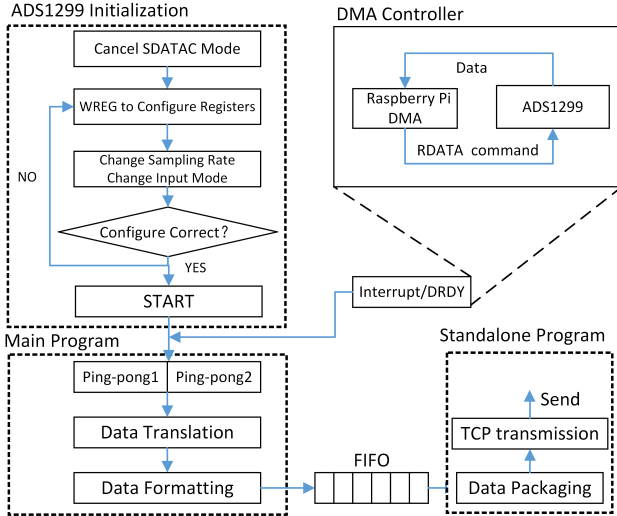 ADS1299 Initialization
Cancel SDATAC Mode
WREG to Configure Registers
Change Sampling Rate
Change Input Mode
NO
Configure Correct?
YES
START
DMA Controller
Data
Raspberry Pi
DMA
ADS1299
RDATA command
Interrupt/DRDY
Main Program
Ping-pong1
Ping-pong2
Data Translation
Data Formatting
FIFO
Standalone Program
Send
TCP transmission
Data Packaging